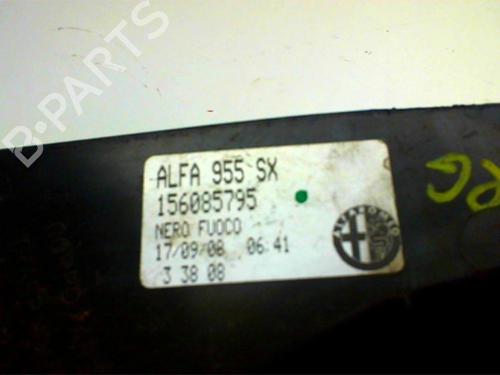 B-PARTS
ALFA 955 SX
156085795
NERO FUOCO
17/09/08 06:41
3 38 08